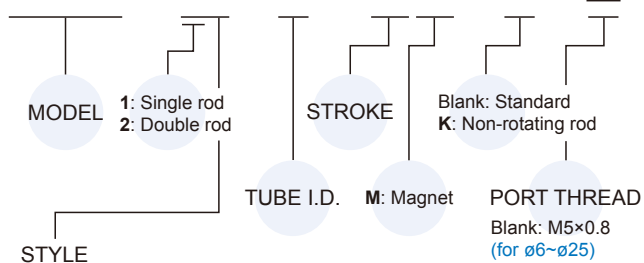 MODEL
1: Single rod
2: Double rod
STROKE
Blank: Standard
K: Non-rotating rod
TUBE I.D.
M: Magnet
PORT THREAD
Blank: M5×0.8
(for ø6~ø25)
STYLE